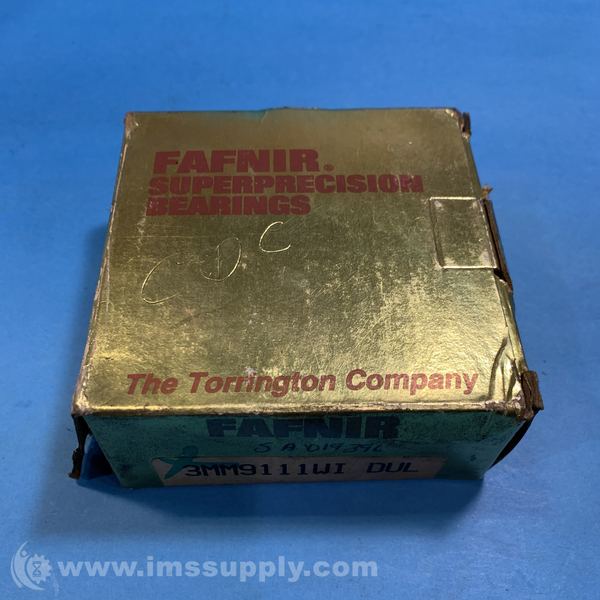 FAFNIR®
SUPERPRECISION
BEARINGS
CDC
The Torrington Company
FAFNIR
3MM9111WI DUL
www.imssupply.com